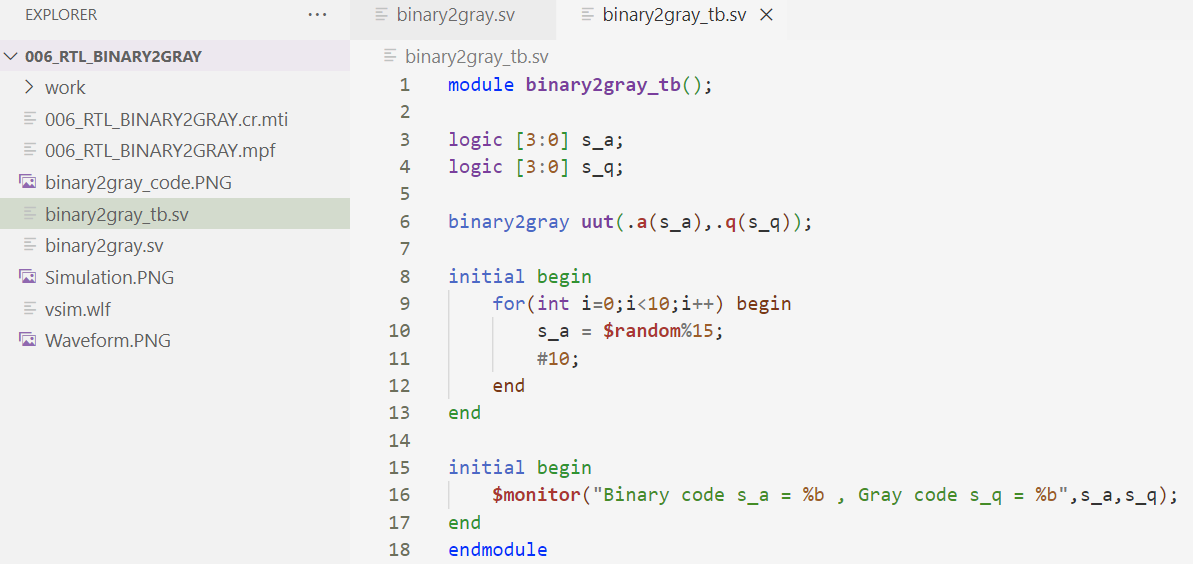 EXPLORER ···
006_RTL_BINARY2GRAY
work
006_RTL_BINARY2GRAY.cr.mti
006_RTL_BINARY2GRAY.mpf
binary2gray_code.PNG
binary2gray_tb.sv
binary2gray.sv
Simulation.PNG
vsim.wlf
Waveform.PNG
binary2gray.sv binary2gray_tb.sv
binary2gray_tb.sv
1 module binary2gray_tb();
2
3 logic [3:0] s_a;
4 logic [3:0] s_q;
5
6 binary2gray uut(.a(s_a),.q(s_q));
7
8 initial begin
9     for(int i=0;i<10;i++) begin
10         s_a = $random%15;
11         #10;
12     end
13 end
14
15 initial begin
16     $monitor("Binary code s_a = %b , Gray code s_q = %b",s_a,s_q);
17 end
18 endmodule